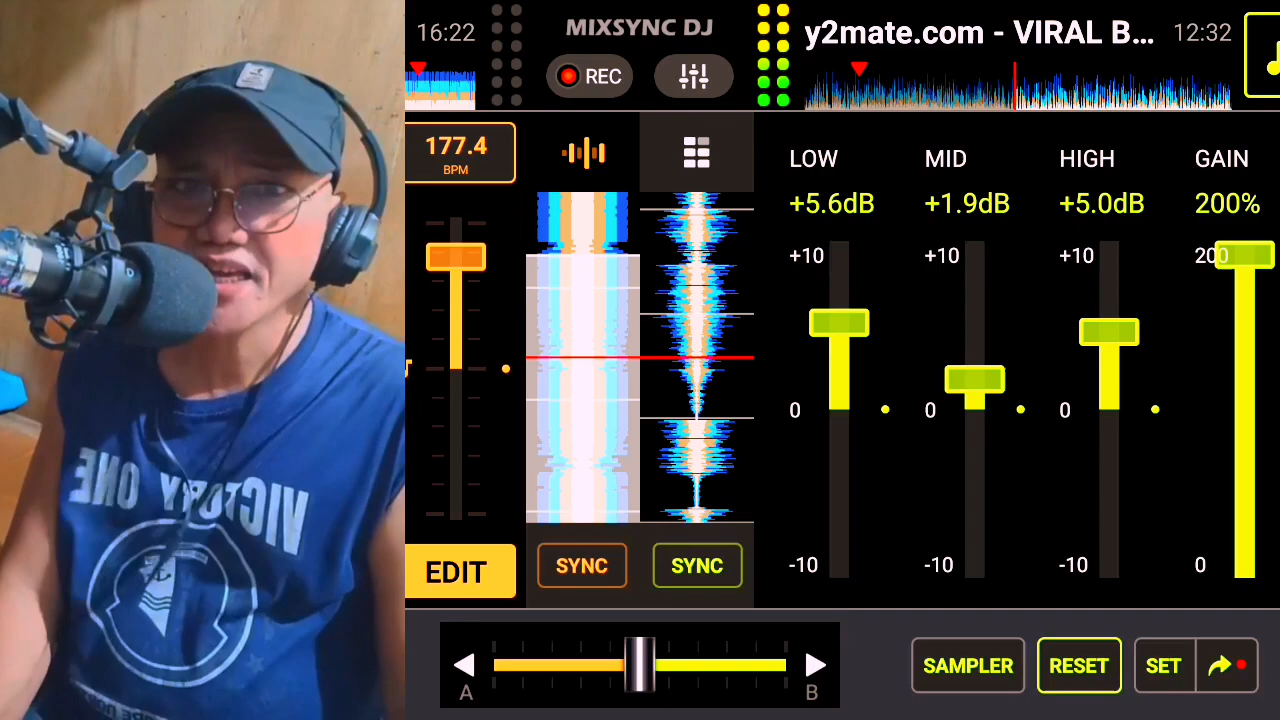 16:22
MIXSYNC DJ
REC
y2mate.com - VIRAL B...
12:32
177.4
BPM
LOW
MID
HIGH
GAIN
+5.6dB
+1.9dB
+5.0dB
200%
+10
+10
+10
200
0
0
0
-10
-10
-10
0
EDIT
SYNC
SYNC
A
B
SAMPLER
RESET
SET
VICTORY ONE